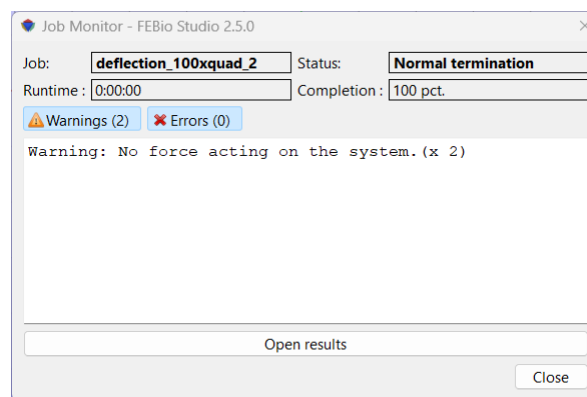 Job Monitor - FEBio Studio 2.5.0
Job: deflection_100xquad_2 Status: Normal termination
Runtime : 0:00:00 Completion : 100 pct.
Warnings (2) Errors (0)
Warning: No force acting on the system.(x 2)
Open results
Close